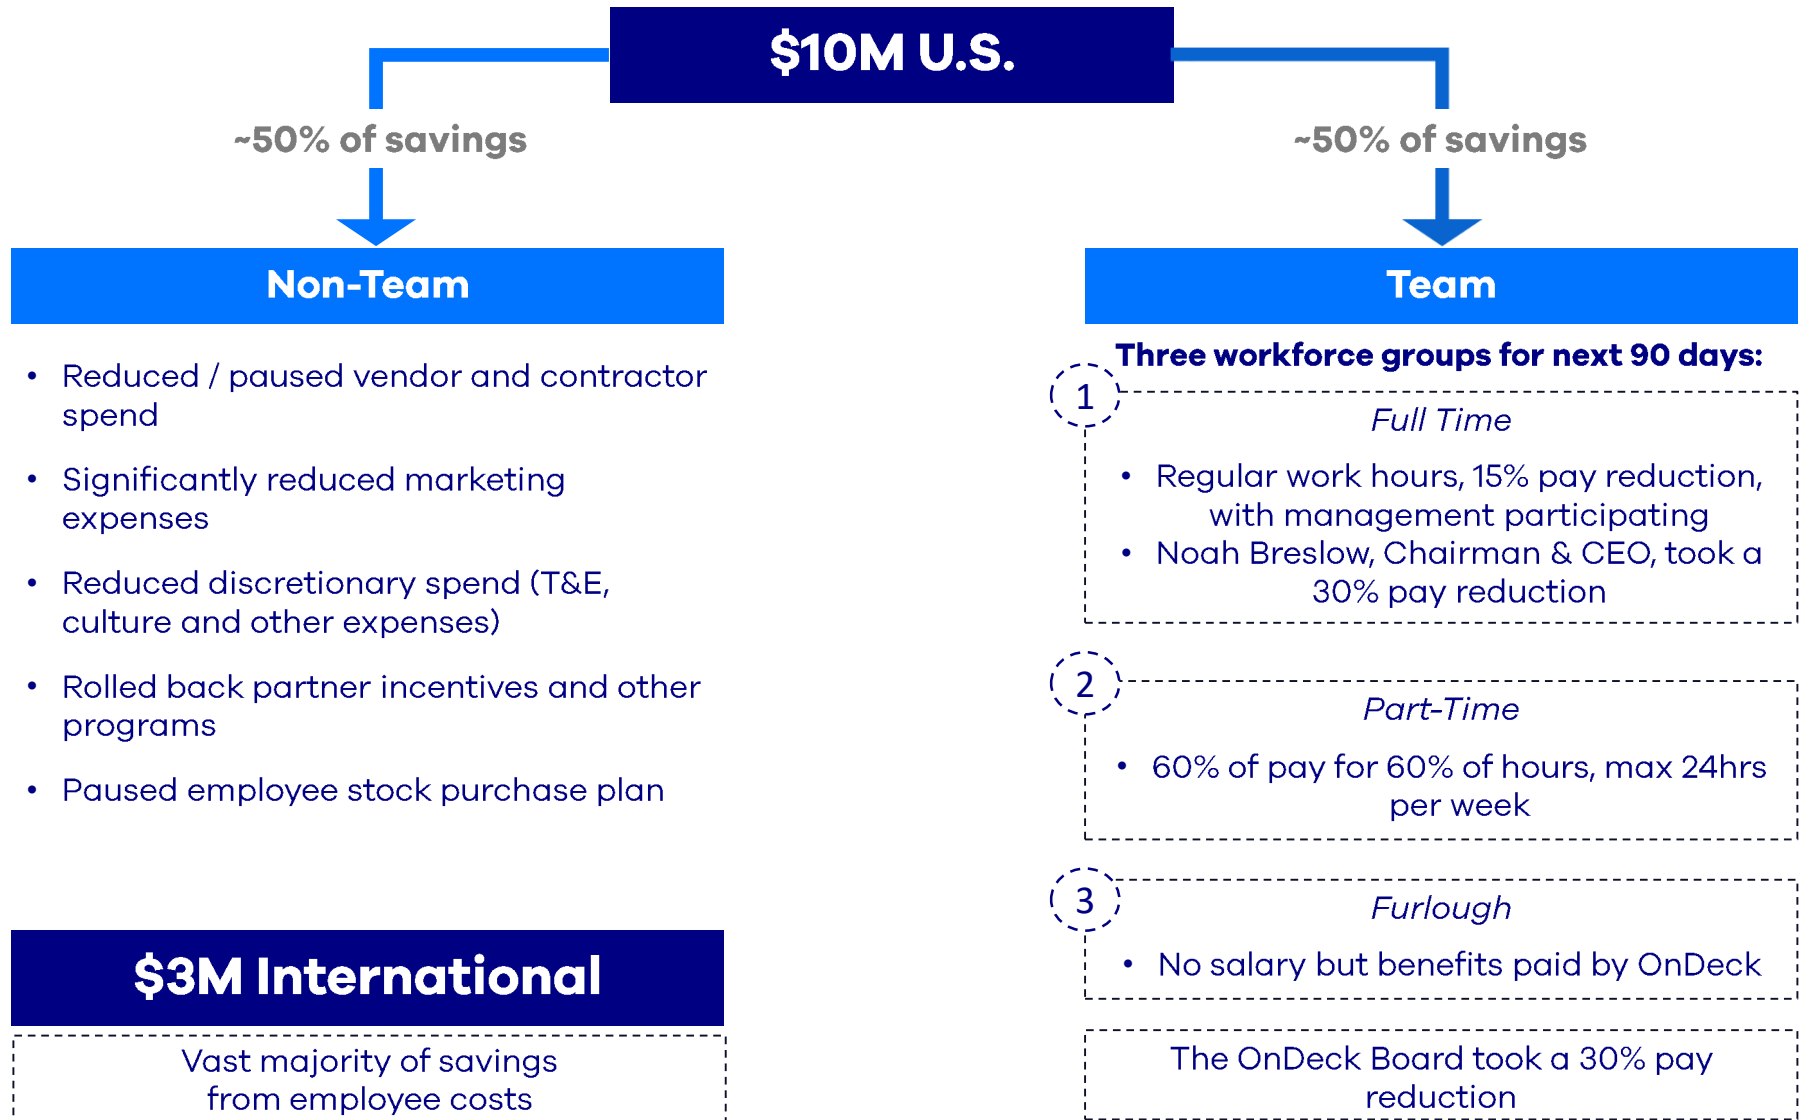 $10M U.S.
~50% of savings
~50% of savings
Non-Team
• Reduced / paused vendor and contractor
spend
• Significantly reduced marketing
expenses
• Reduced discretionary spend (T&E,
culture and other expenses)
• Rolled back partner incentives and other
programs
• Paused employee stock purchase plan
$3M International
Vast majority of savings
from employee costs
Team
Three workforce groups for next 90 days:
1
Full Time
• Regular work hours, 15% pay reduction,
with management participating
• Noah Breslow, Chairman & CEO, took a
30% pay reduction
2
Part-Time
• 60% of pay for 60% of hours, max 24hrs
per week
3
Furlough
• No salary but benefits paid by OnDeck
The OnDeck Board took a 30% pay
reduction